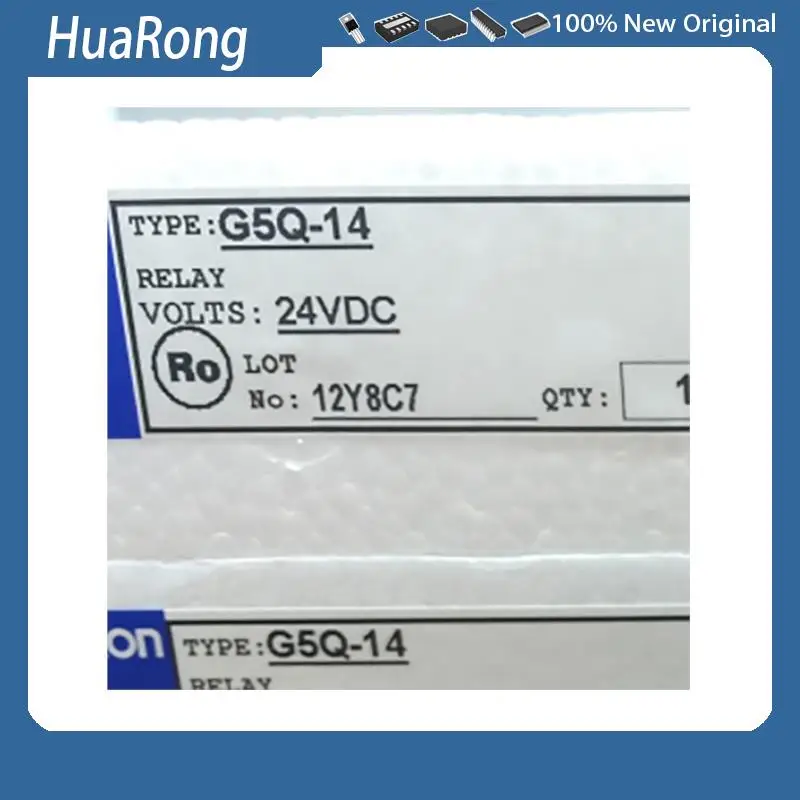 HuaRong
100% New Original
TYPE: G5Q-14
RELAY
VOLTS: 24VDC
Ro LOT
No: 12Y8C7 QTY: 1
on TYPE: G5Q-14
RELAY